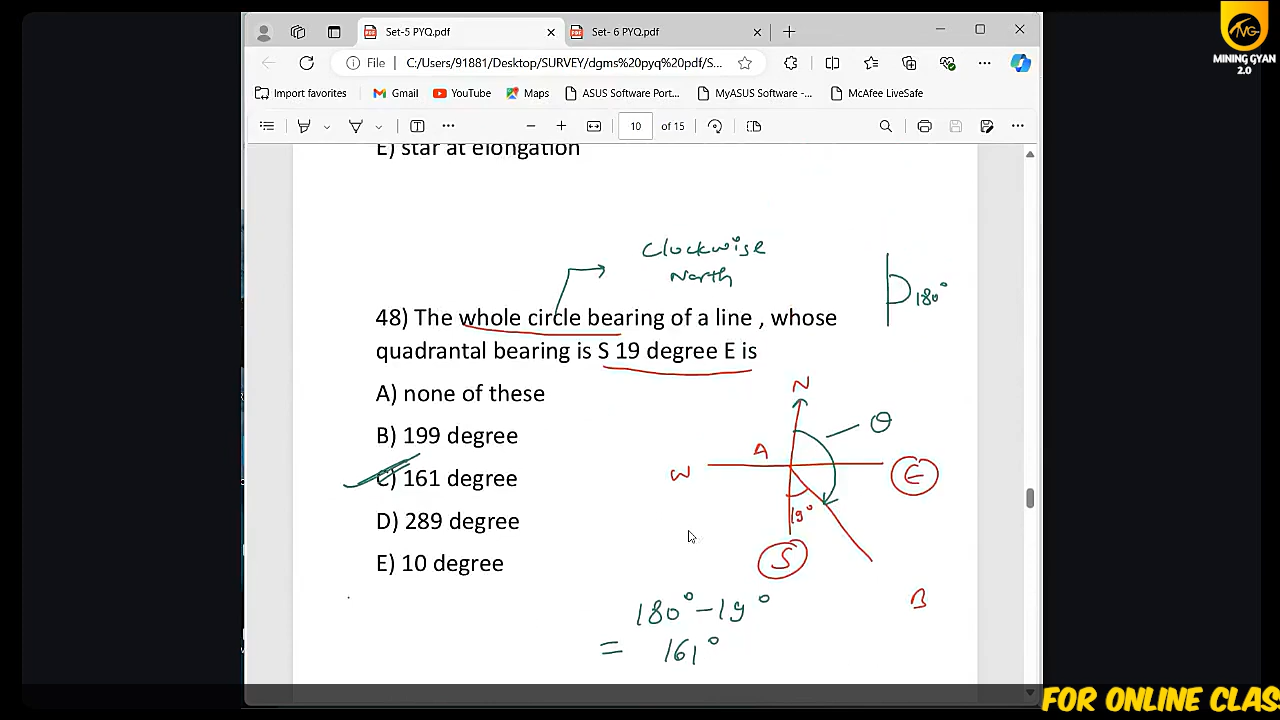 Set-5 PYQ.pdf
Set- 6 PYQ.pdf
File
C:/Users/91881/Desktop/SURVEY/dgms%20pyq%20pdf/S...
MINING GYAN
2.0
Import favorites
Gmail
YouTube
Maps
ASUS Software Port...
MyASUS Software -...
McAfee LiveSafe
10
of 15
E) star at elongation
Clockwise
North
180°
48) The whole circle bearing of a line , whose
quadrantal bearing is S 19 degree E is
A) none of these
B) 199 degree
C) 161 degree
D) 289 degree
E) 10 degree
N
θ
A
W
E
19°
S
B
180° - 19°
= 161°
FOR ONLINE CLAS